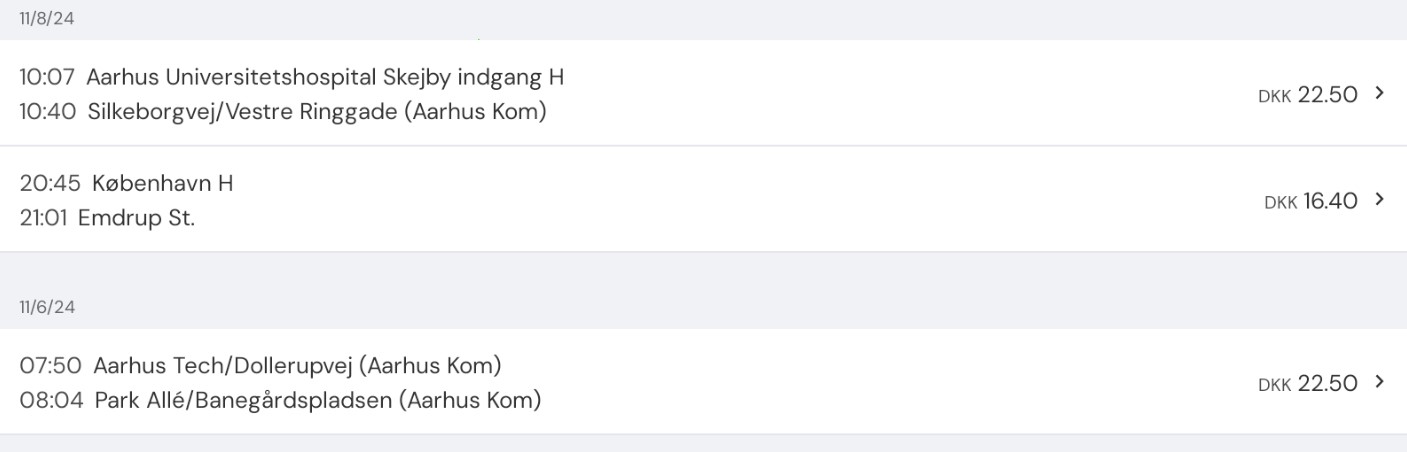 11/8/24
10:07 Aarhus Universitetshospital Skejby indgang H
10:40 Silkeborgvej/Vestre Ringgade (Aarhus Kom)
DKK 22.50
20:45 København H
21:01 Emdrup St.
DKK 16.40
11/6/24
07:50 Aarhus Tech/Dollerupvej (Aarhus Kom)
08:04 Park Allé/Banegårdspladsen (Aarhus Kom)
DKK 22.50